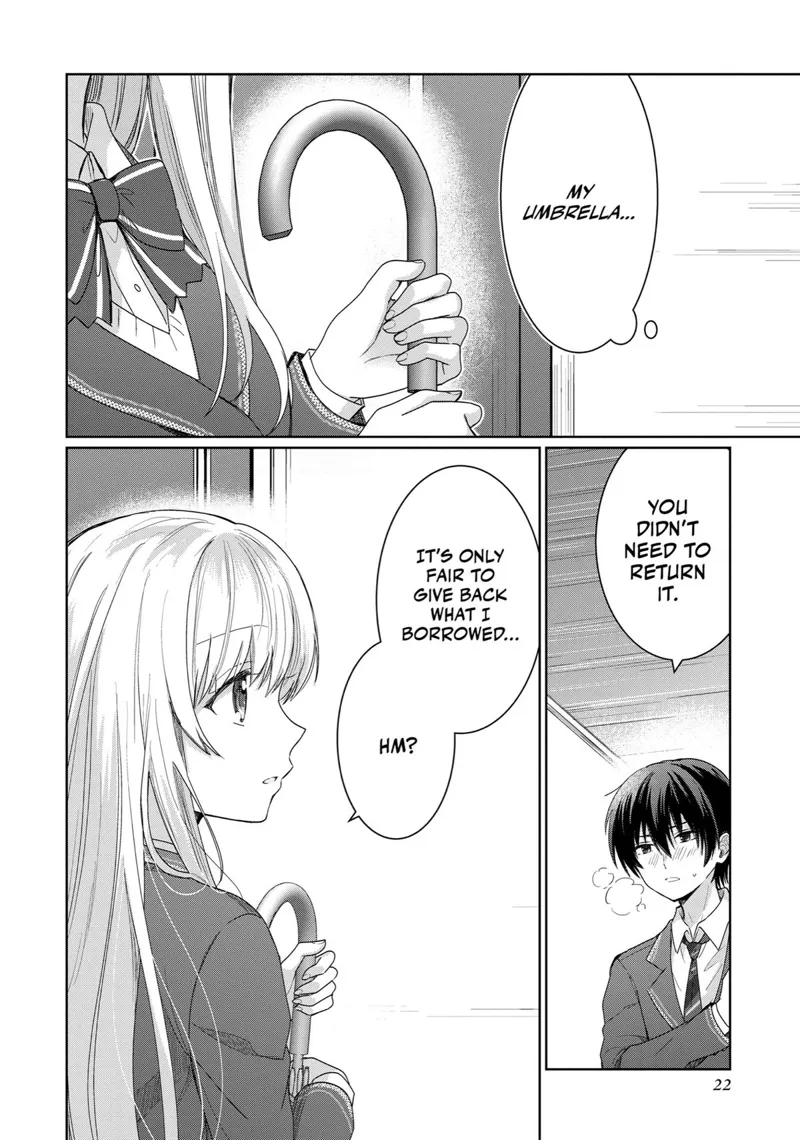 MY
UMBRELLA...
YOU
DIDN'T
NEED TO
RETURN
IT.
IT'S ONLY
FAIR TO
GIVE BACK
WHAT I
BORROWED...
HM?
22